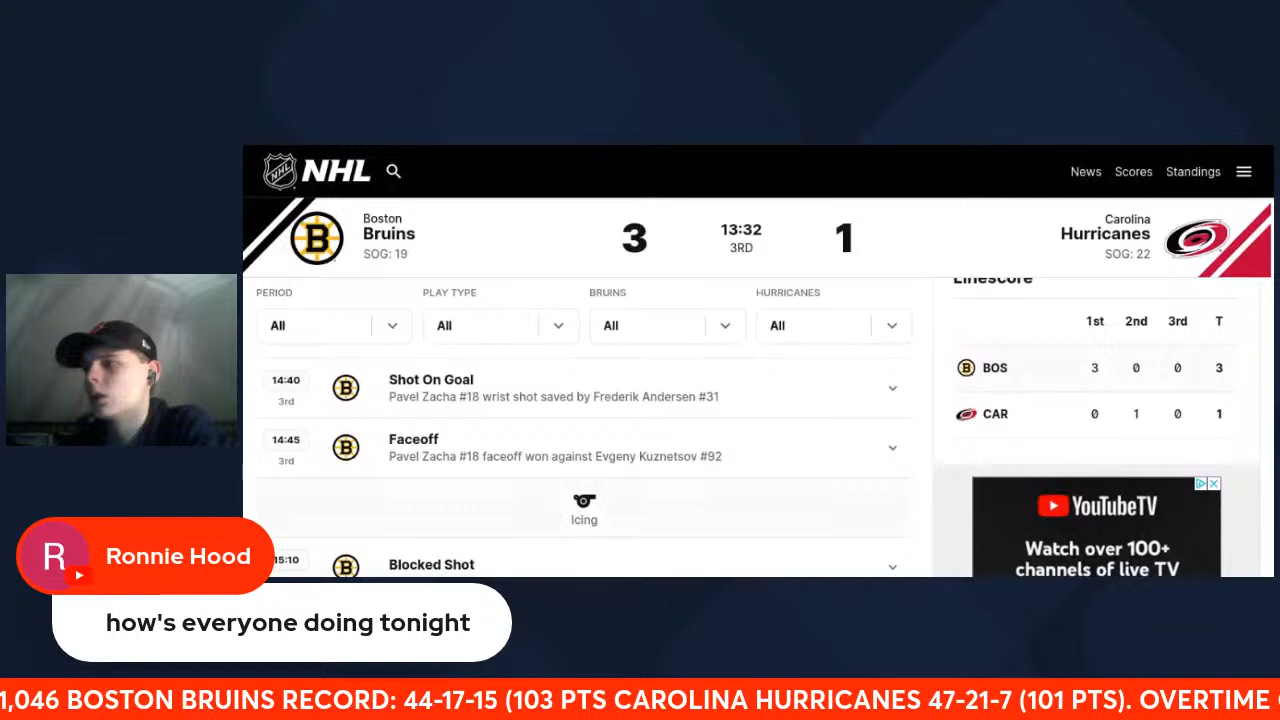 NHL
News Scores Standings
Boston
Bruins
SOG: 19
3
13:32
3RD
1
Carolina
Hurricanes
SOG: 22
PERIOD PLAY TYPE BRUINS HURRICANES
All All All All
14:40
3rd
Shot On Goal
Pavel Zacha #18 wrist shot saved by Frederik Andersen #31
14:45
3rd
Faceoff
Pavel Zacha #18 faceoff won against Evgeny Kuznetsov #92
Icing
15:10
Blocked Shot
Linescore
1st 2nd 3rd T
BOS 3 0 0 3
CAR 0 1 0 1
YouTubeTV
Watch over 100+
channels of live TV
R
Ronnie Hood
how's everyone doing tonight
1,046 BOSTON BRUINS RECORD: 44-17-15 (103 PTS CAROLINA HURRICANES 47-21-7 (101 PTS). OVERTIME